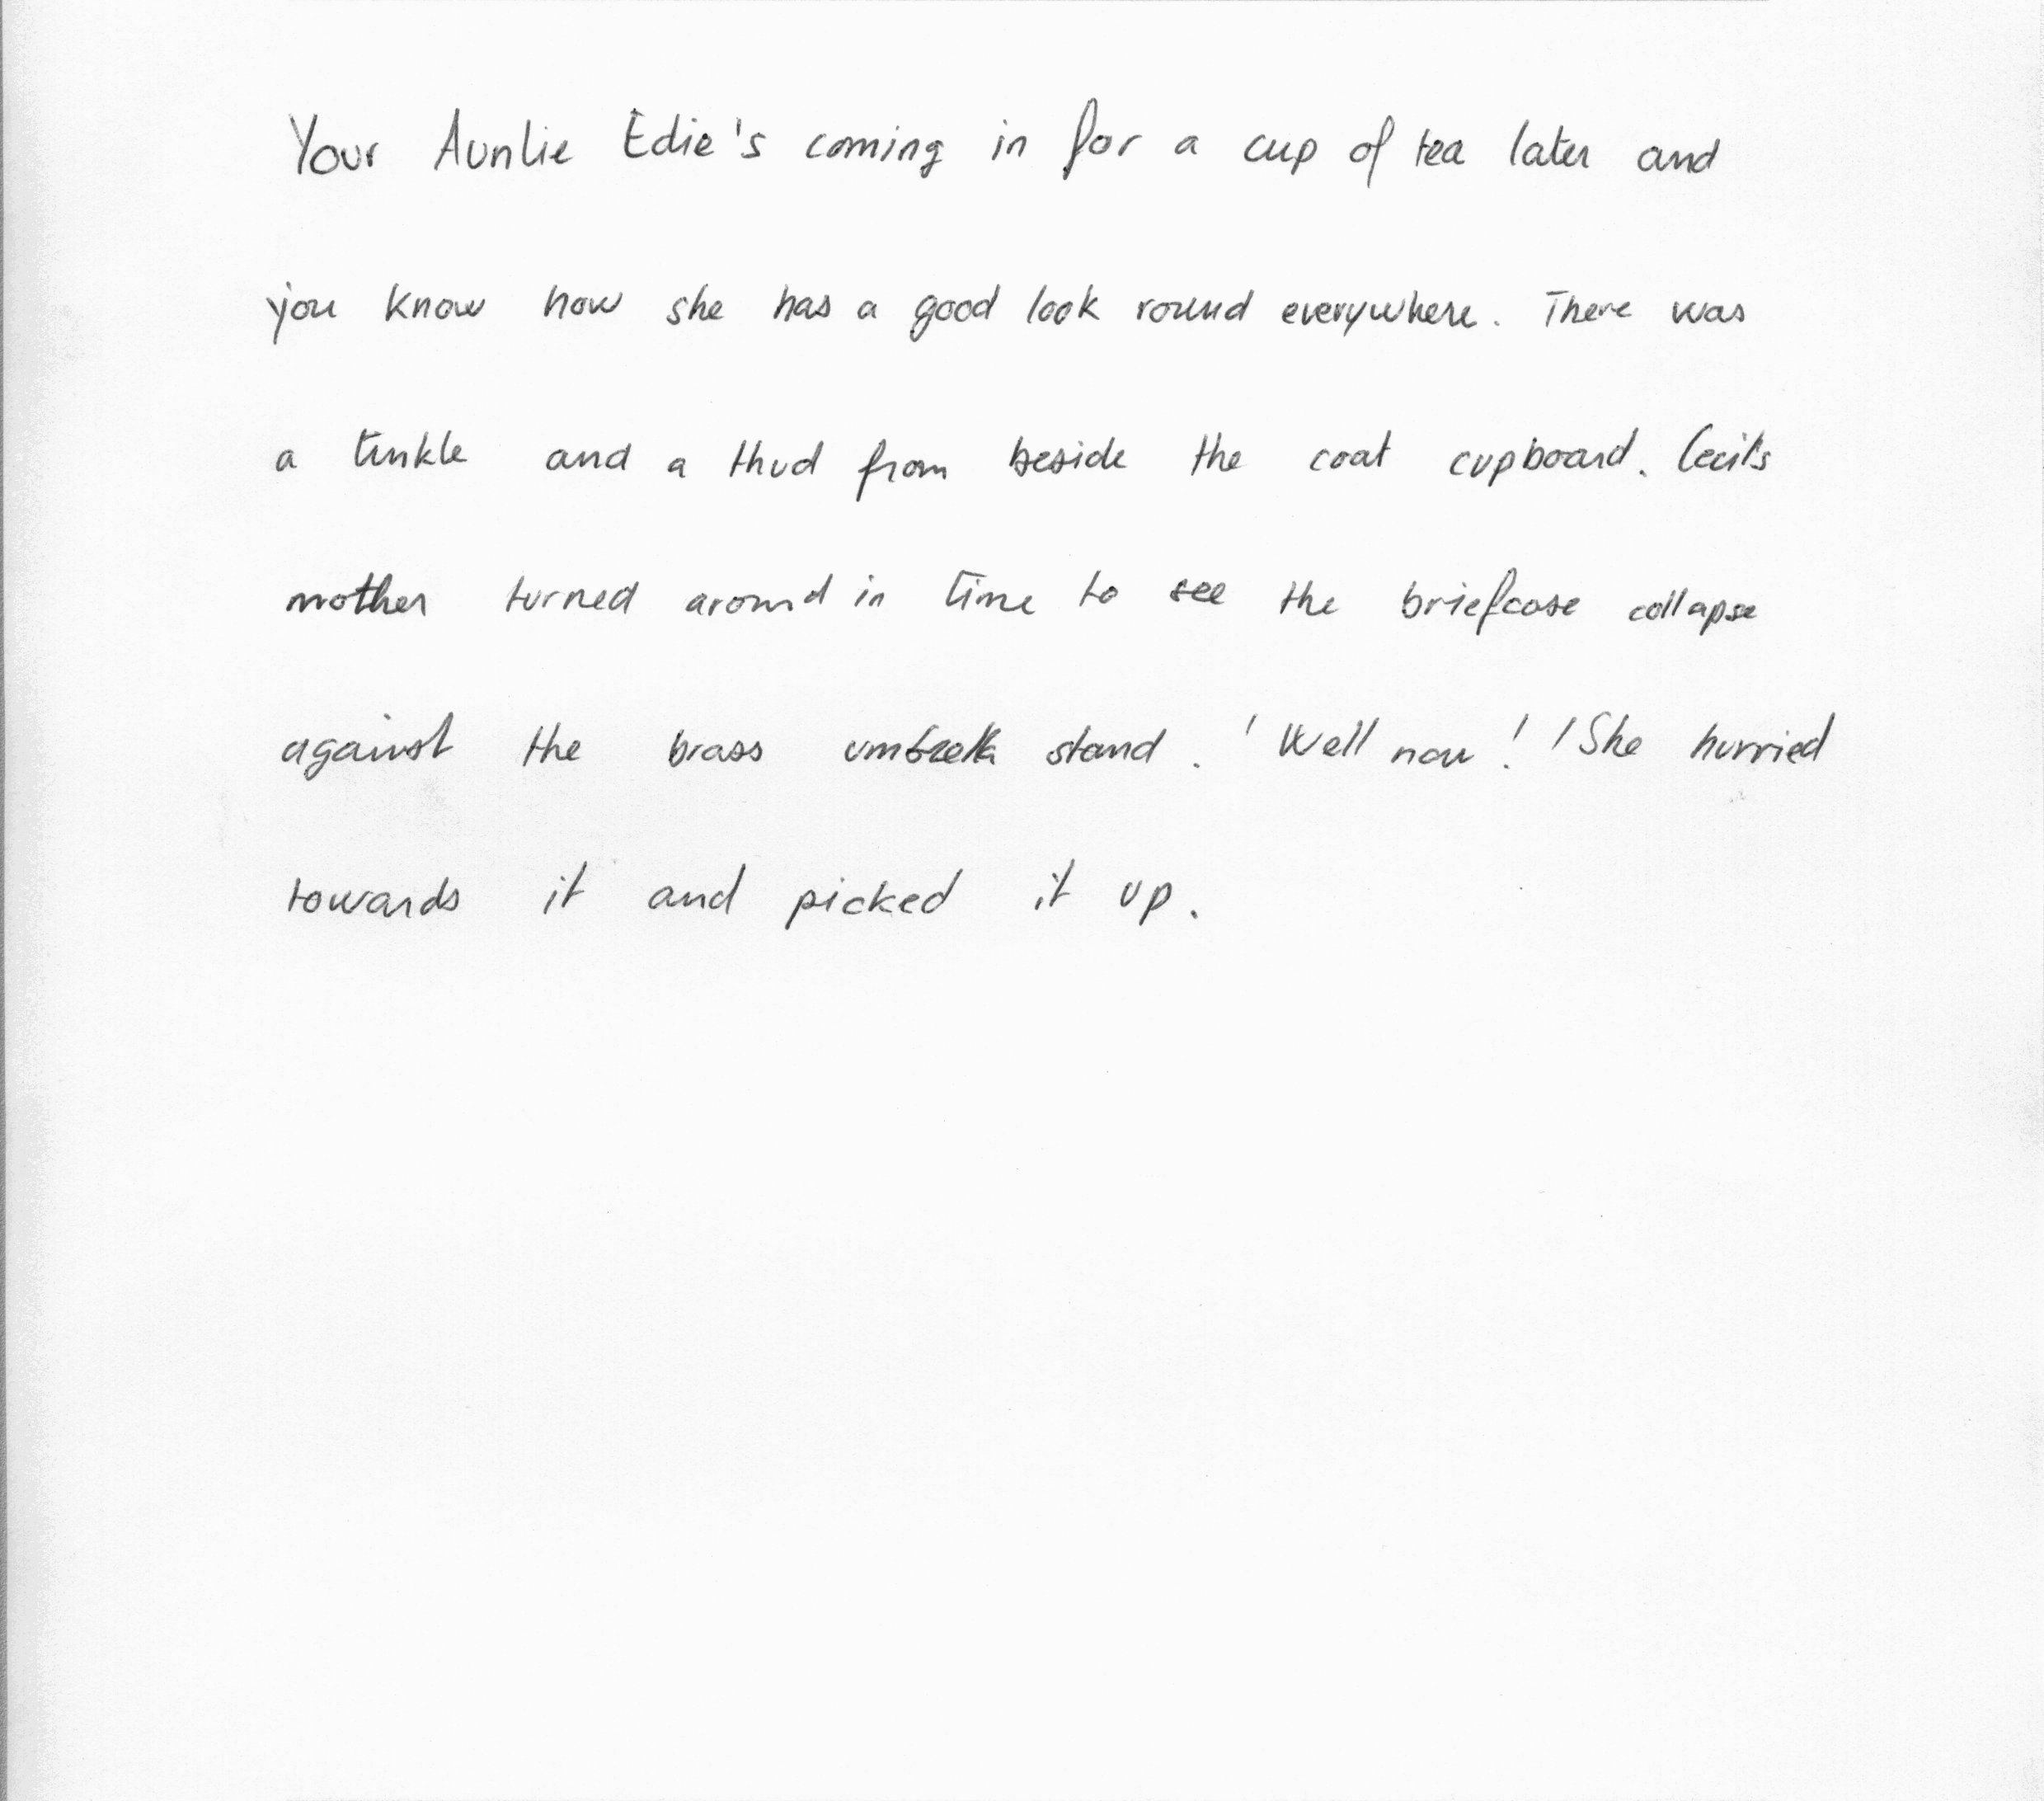 Your Auntie Edie's coming in for a cup of tea later and
you know how she has a good look round everywhere. There was
a tinkle and a thud from beside the coat cupboard. Cecil's
mother turned around in time to see the briefcase collapse
against the brass umbrella stand. 'Well now!' She hurried
towards it and picked it up.